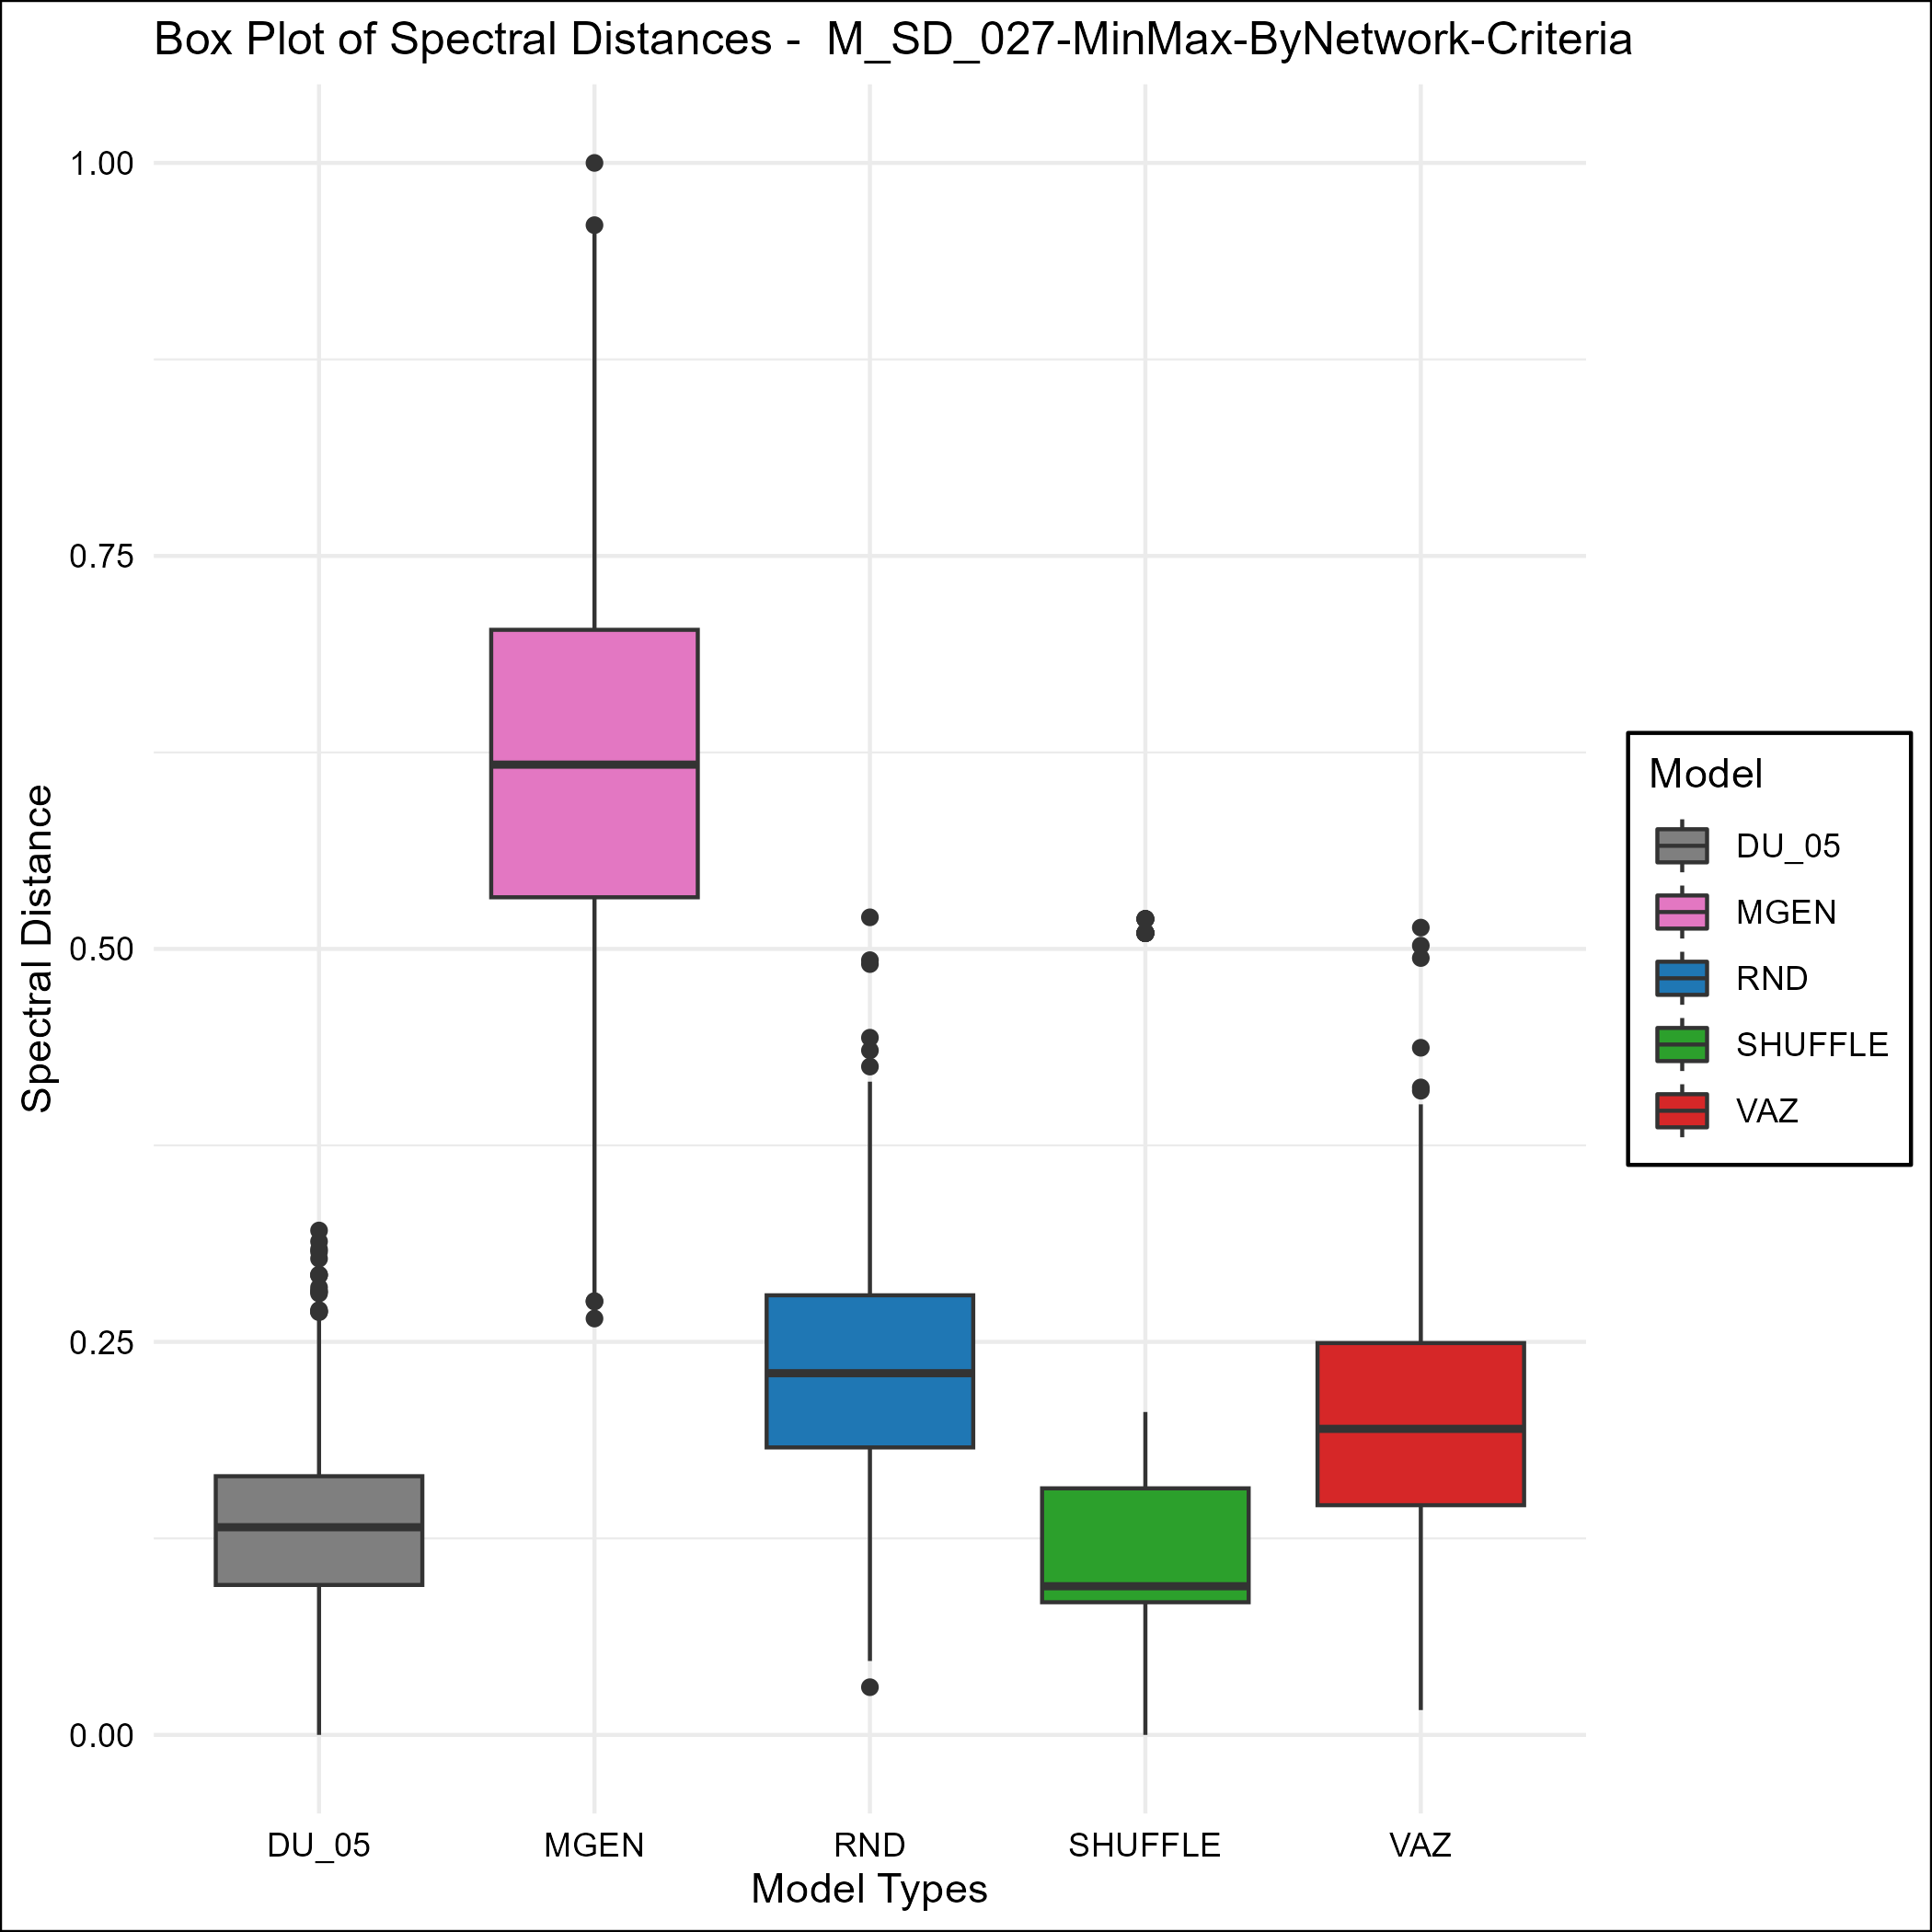 Box Plot of Spectral Distances -  M_SD_027-MinMax-ByNetwork-Criteria
Spectral Distance
1.00
0.75
0.50
0.25
0.00
DU_05
MGEN
RND
SHUFFLE
VAZ
Model Types
Model
DU_05
MGEN
RND
SHUFFLE
VAZ